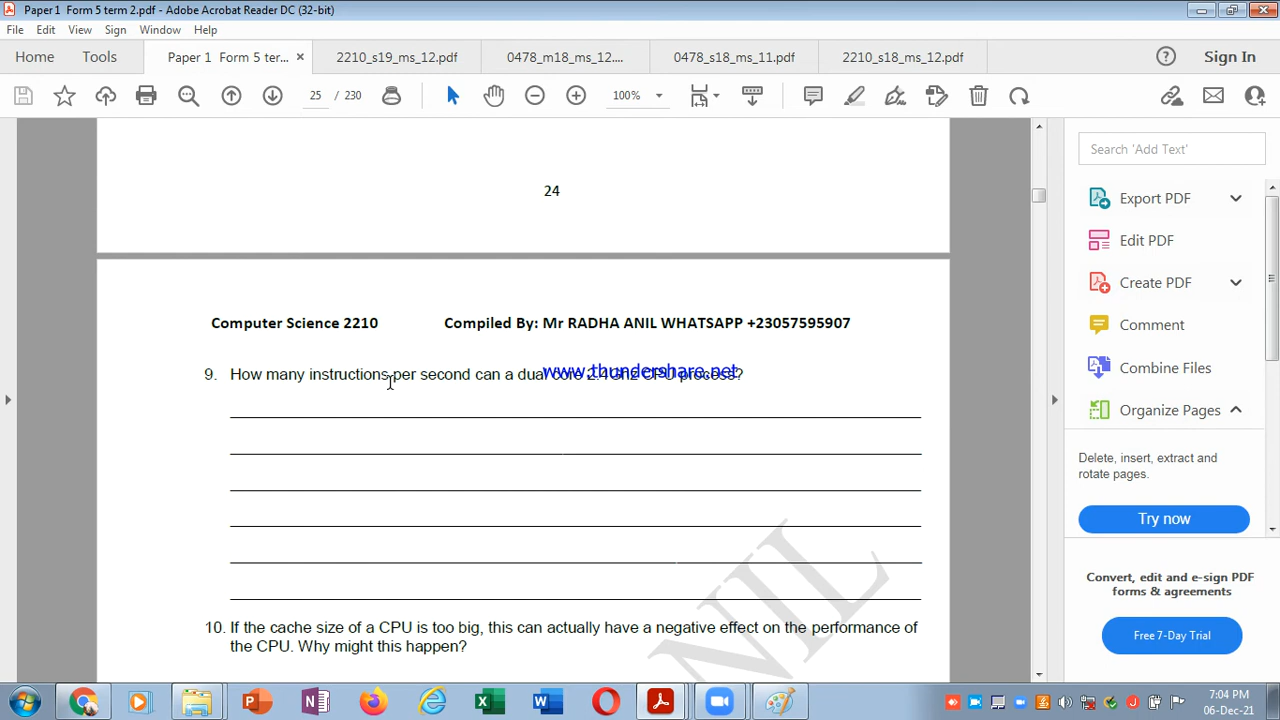 Paper 1 Form 5 term 2.pdf - Adobe Acrobat Reader DC (32-bit)
File Edit View Sign Window Help
Home Tools Paper 1 Form 5 ter... × 2210_s19_ms_12.pdf 0478_m18_ms_12.... 0478_s18_ms_11.pdf 2210_s18_ms_12.pdf Sign In
25 / 230 100%
Search 'Add Text'
24
Export PDF
Edit PDF
Create PDF
Computer Science 2210 Compiled By: Mr RADHA ANIL WHATSAPP +23057595907
Comment
Combine Files
9. How many instructions per second can a dual core 2.4Ghz CPU process?
www.thundershare.net
Organize Pages
Delete, insert, extract and
rotate pages.
Try now
Convert, edit and e-sign PDF
forms & agreements
Free 7-Day Trial
NIL
10. If the cache size of a CPU is too big, this can actually have a negative effect on the performance of
the CPU. Why might this happen?
7:04 PM
06-Dec-21